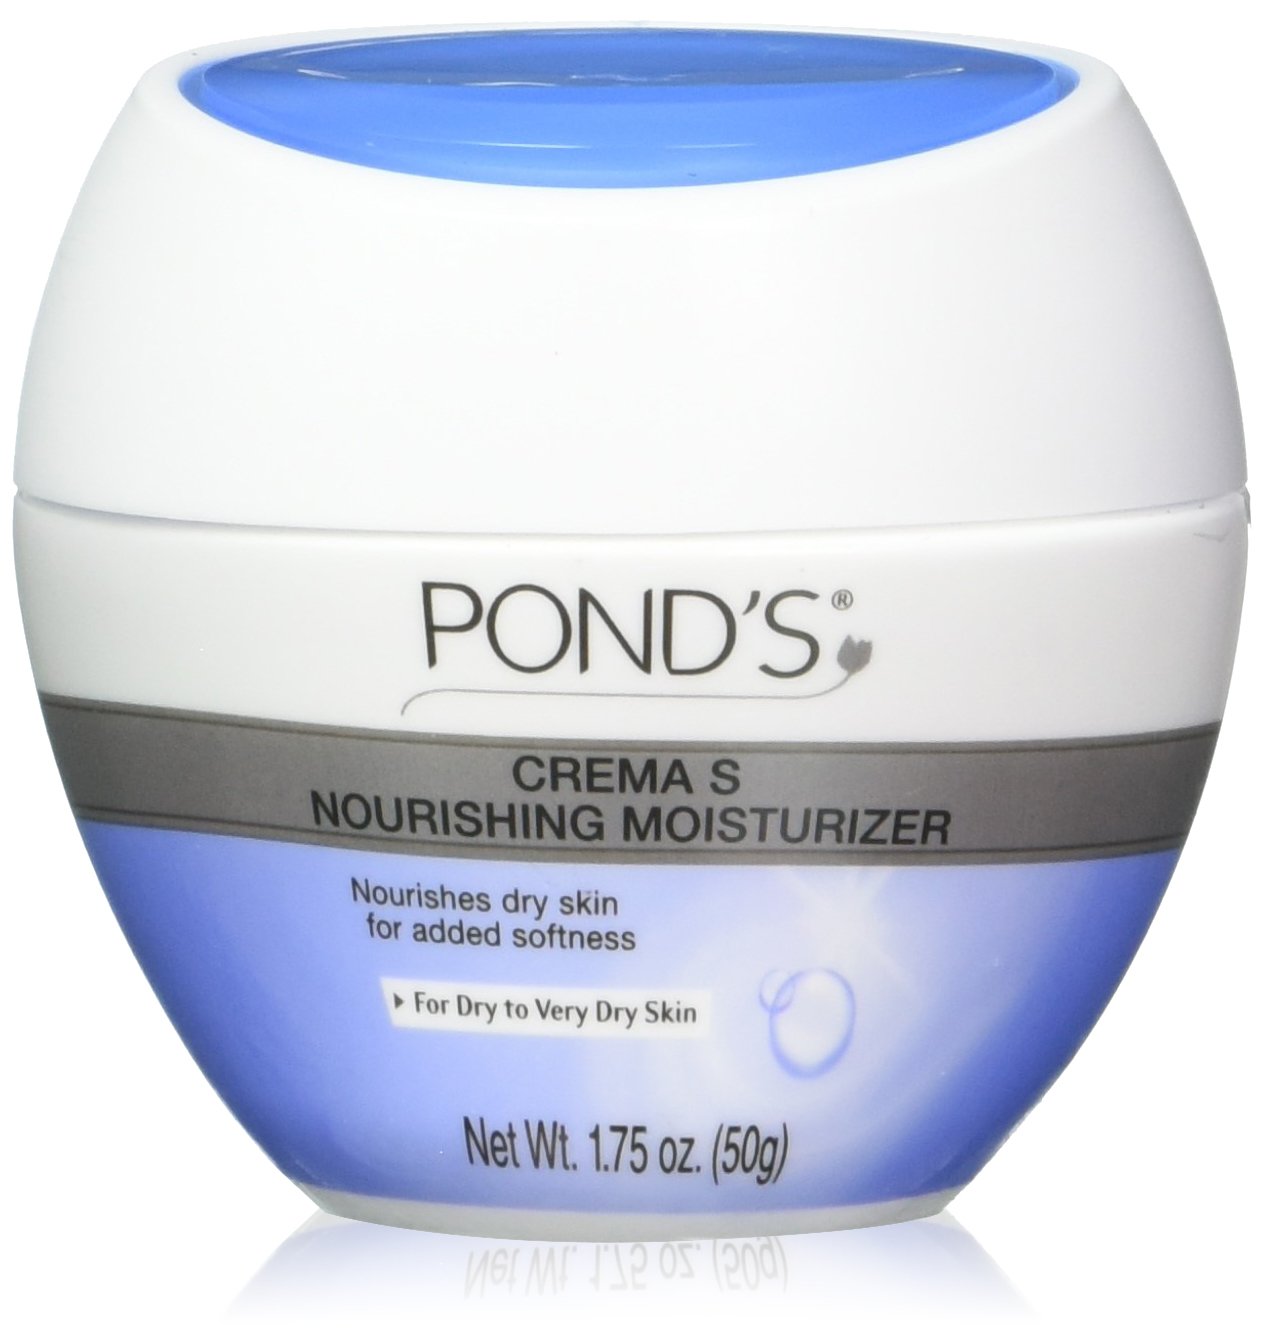 POND'S®
CREMA S
NOURISHING MOISTURIZER
Nourishes dry skin
for added softness
For Dry to Very Dry Skin
Net Wt. 1.75 oz. (50g)